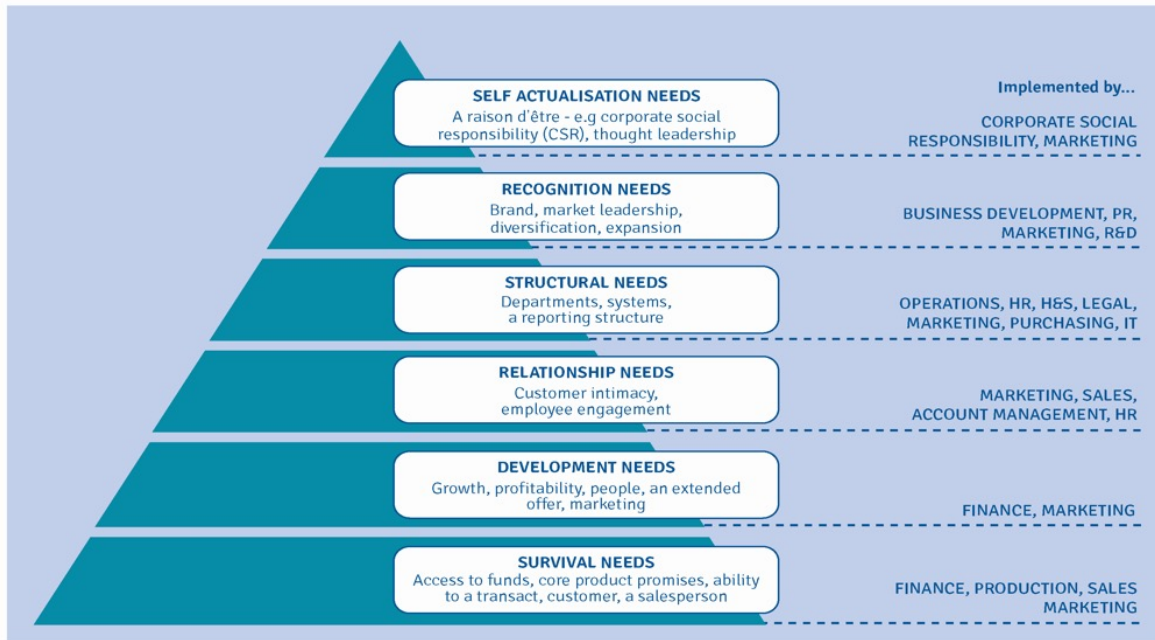 Implemented by...
SELF ACTUALISATION NEEDS
A raison d'être - e.g corporate social
responsibility (CSR), thought leadership
CORPORATE SOCIAL
RESPONSIBILITY, MARKETING
RECOGNITION NEEDS
Brand, market leadership,
diversification, expansion
BUSINESS DEVELOPMENT, PR,
MARKETING, R&D
STRUCTURAL NEEDS
Departments, systems,
a reporting structure
OPERATIONS, HR, H&S, LEGAL,
MARKETING, PURCHASING, IT
RELATIONSHIP NEEDS
Customer intimacy,
employee engagement
MARKETING, SALES,
ACCOUNT MANAGEMENT, HR
DEVELOPMENT NEEDS
Growth, profitability, people, an extended
offer, marketing
FINANCE, MARKETING
SURVIVAL NEEDS
Access to funds, core product promises, ability
to a transact, customer, a salesperson
FINANCE, PRODUCTION, SALES
MARKETING